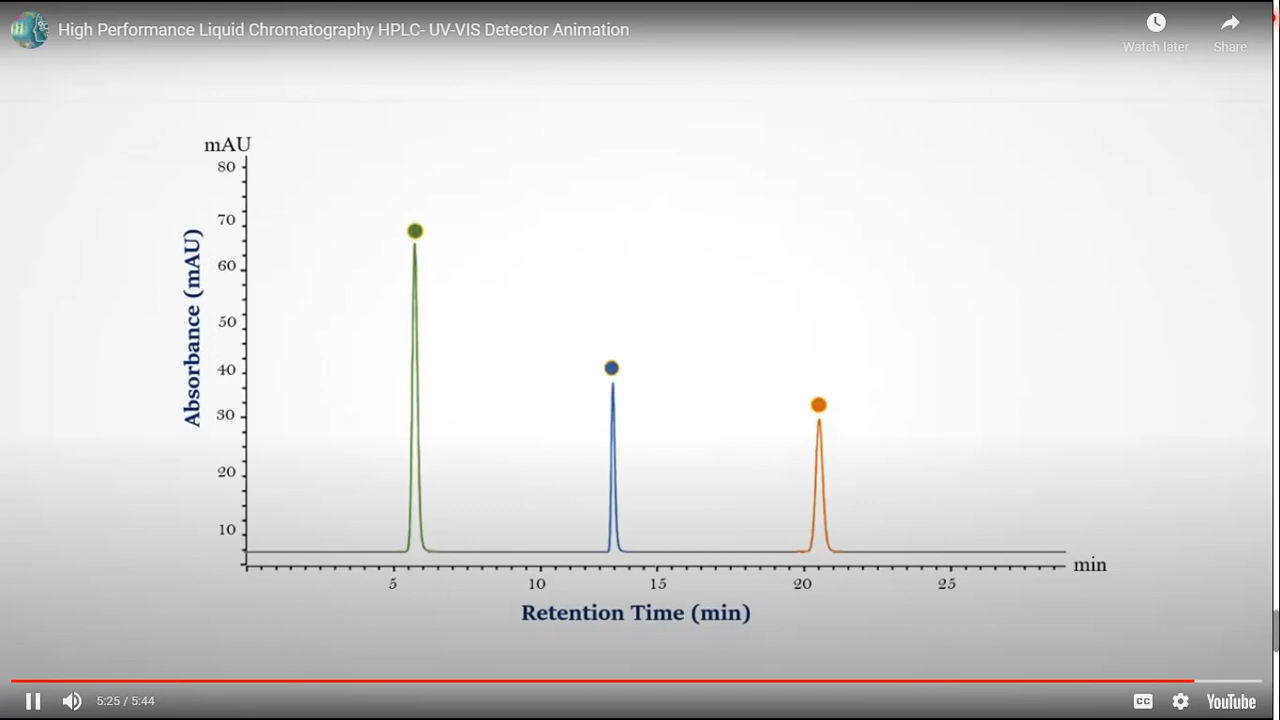 High Performance Liquid Chromatography HPLC- UV-VIS Detector Animation
Watch later
Share
mAU
80
70
60
50
40
30
20
10
Absorbance (mAU)
5 10 15 20 25
min
Retention Time (min)
5:25 / 5:44
CC
YouTube